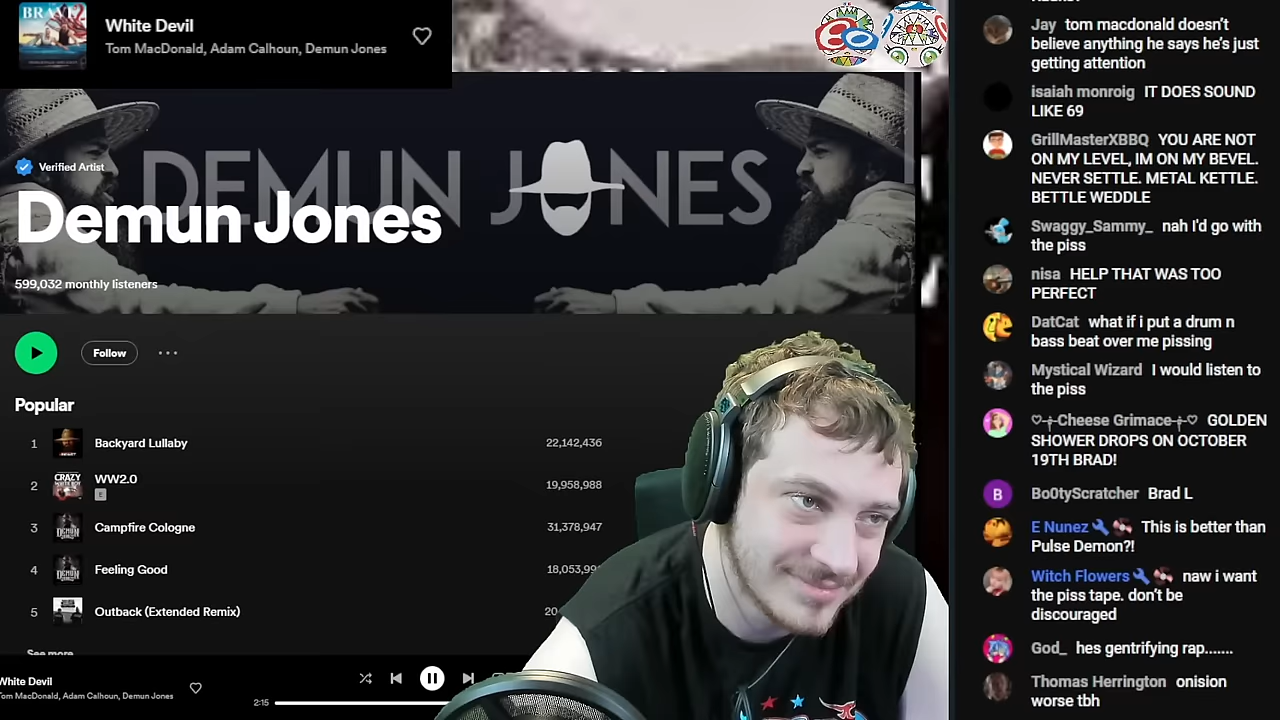 BRAVE
White Devil
Tom MacDonald, Adam Calhoun, Demun Jones
DEMUN JONES
Verified Artist
Demun Jones
599,032 monthly listeners
Follow
Popular
1 Backyard Lullaby 22,142,436
2 WW2.0 19,958,988
E
CRAZY
3 Campfire Cologne 31,378,947
4 Feeling Good 18,053,99
5 Outback (Extended Remix) 20
See more
White Devil
Tom MacDonald, Adam Calhoun, Demun Jones
2:15
Jay tom macdonald doesn't
believe anything he says he's just
getting attention
isaiah monroig IT DOES SOUND
LIKE 69
GrillMasterXBBQ YOU ARE NOT
ON MY LEVEL, IM ON MY BEVEL.
NEVER SETTLE. METAL KETTLE.
BETTLE WEDDLE
Swaggy_Sammy_ nah I'd go with
the piss
nisa HELP THAT WAS TOO
PERFECT
DatCat what if i put a drum n
bass beat over me pissing
Mystical Wizard I would listen to
the piss
♡-╬-Cheese Grimace-╬-♡ GOLDEN
SHOWER DROPS ON OCTOBER
19TH BRAD!
B
Bo0tyScratcher Brad L
E Nunez This is better than
Pulse Demon?!
Witch Flowers naw i want
the piss tape. don't be
discouraged
God_ hes gentrifying rap.......
Thomas Herrington onision
worse tbh